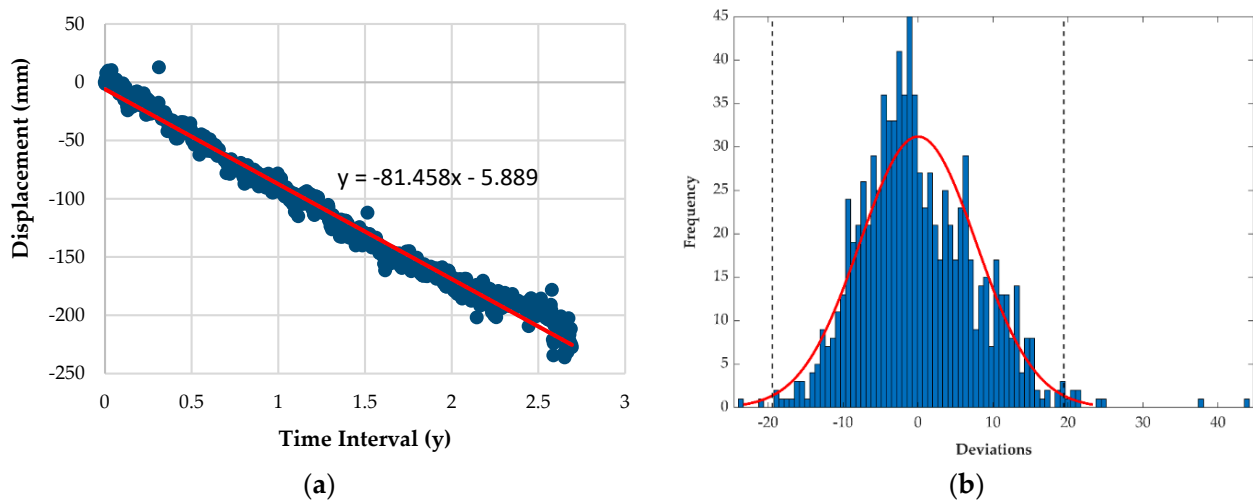 50
0
-50
-100
-150
-200
-250
Displacement (mm)
y = -81.458x - 5.889
0 0.5 1 1.5 2 2.5 3
Time Interval (y)
(a)
45
40
35
30
25
20
15
10
5
0
Frequency
-20 -10 0 10 20 30 40
Deviations
(b)